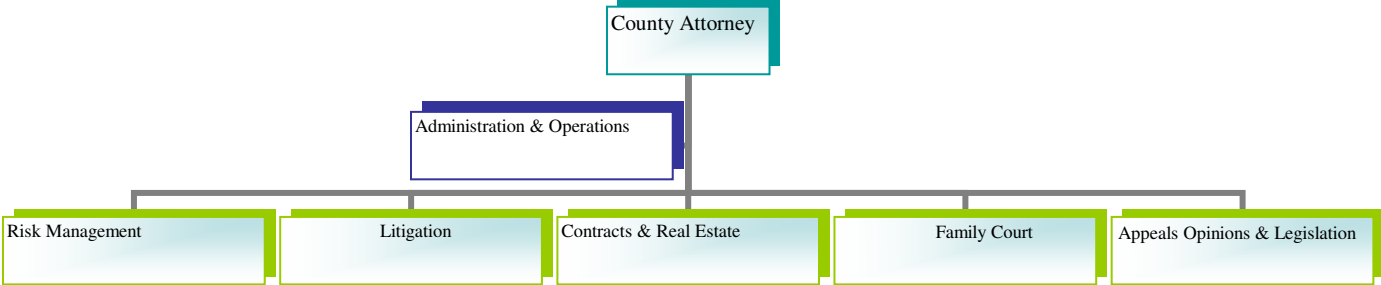 County Attorney
Administration & Operations
Risk Management
Litigation
Contracts & Real Estate
Family Court
Appeals Opinions & Legislation